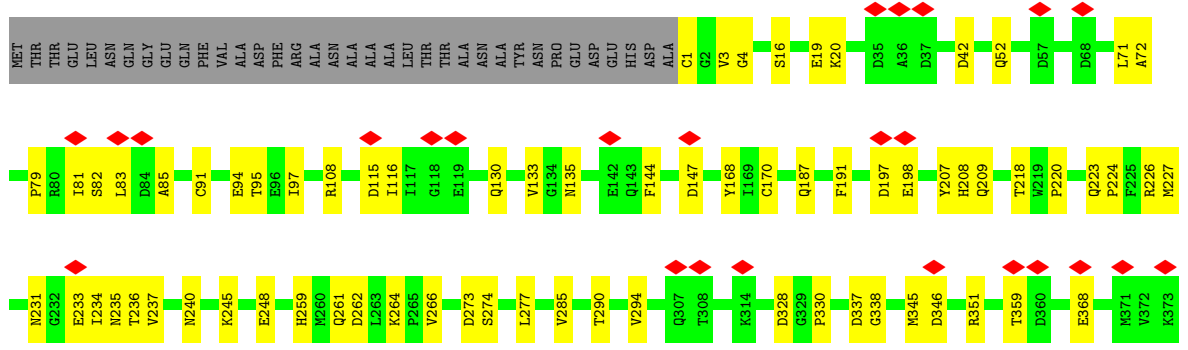 MET THR THR GLU LEU ASN GLN GLY GLU GLN PHE VAL ALA ASP PHE ARG ALA ASN ALA ALA ALA LEU THR THR ALA ASN ALA TYR ASN PRO GLU ASP GLU HIS ASP ALA C1 G2 V3 G4 S16 E19 K20 D35 A36 D37 D42 Q52 D57 D68 L71 A72
P79 R80 I81 S82 L83 D84 A85 C91 E94 T95 E96 I97 R108 D115 I116 I117 G118 E119 Q130 V133 G134 N135 E142 Q143 F144 D147 Y168 I169 C170 Q187 F191 D197 E198 Y207 H208 Q209 T218 W219 P220 Q223 P224 F225 R226 M227
N231 G232 E233 I234 N235 T236 V237 N240 K245 E248 H259 M260 Q261 D262 L263 K264 P265 V266 D273 S274 L277 V285 T290 V294 Q307 T308 K314 D328 G329 P330 D337 G338 M345 D346 R351 T359 D360 E368 M371 V372 K373